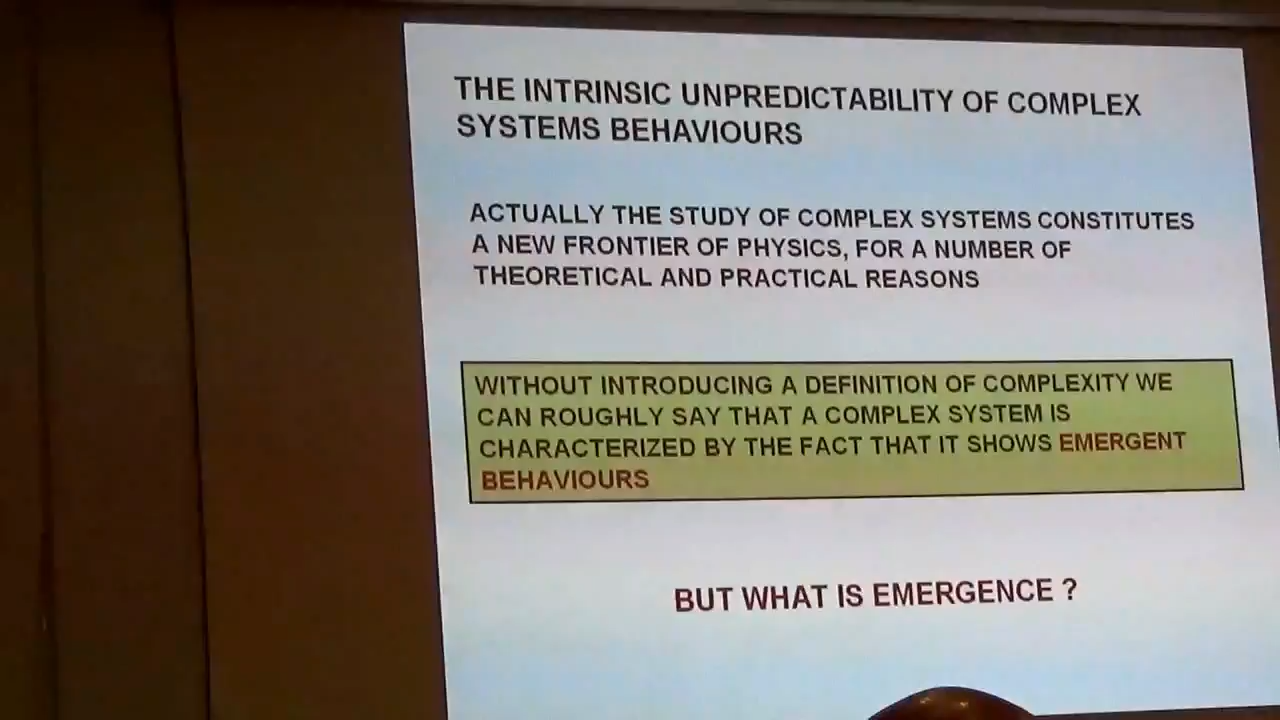 THE INTRINSIC UNPREDICTABILITY OF COMPLEX
SYSTEMS BEHAVIOURS
ACTUALLY THE STUDY OF COMPLEX SYSTEMS CONSTITUTES
A NEW FRONTIER OF PHYSICS, FOR A NUMBER OF
THEORETICAL AND PRACTICAL REASONS
WITHOUT INTRODUCING A DEFINITION OF COMPLEXITY WE
CAN ROUGHLY SAY THAT A COMPLEX SYSTEM IS
CHARACTERIZED BY THE FACT THAT IT SHOWS EMERGENT
BEHAVIOURS
BUT WHAT IS EMERGENCE ?